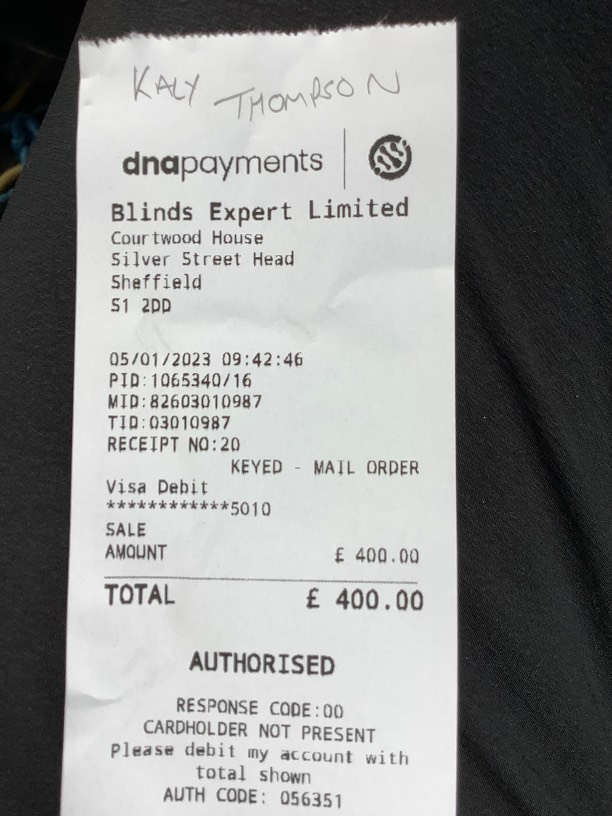 KALY THOMPSON
dnapayments
Blinds Expert Limited
Courtwood House
Silver Street Head
Sheffield
S1 2DD
05/01/2023 09:42:46
PID:1065340/16
MID:82603010987
TID:03010987
RECEIPT NO:20
KEYED - MAIL ORDER
Visa Debit
************5010
SALE
AMOUNT £ 400.00
TOTAL £ 400.00
AUTHORISED
RESPONSE CODE:00
CARDHOLDER NOT PRESENT
Please debit my account with
total shown
AUTH CODE: 056351